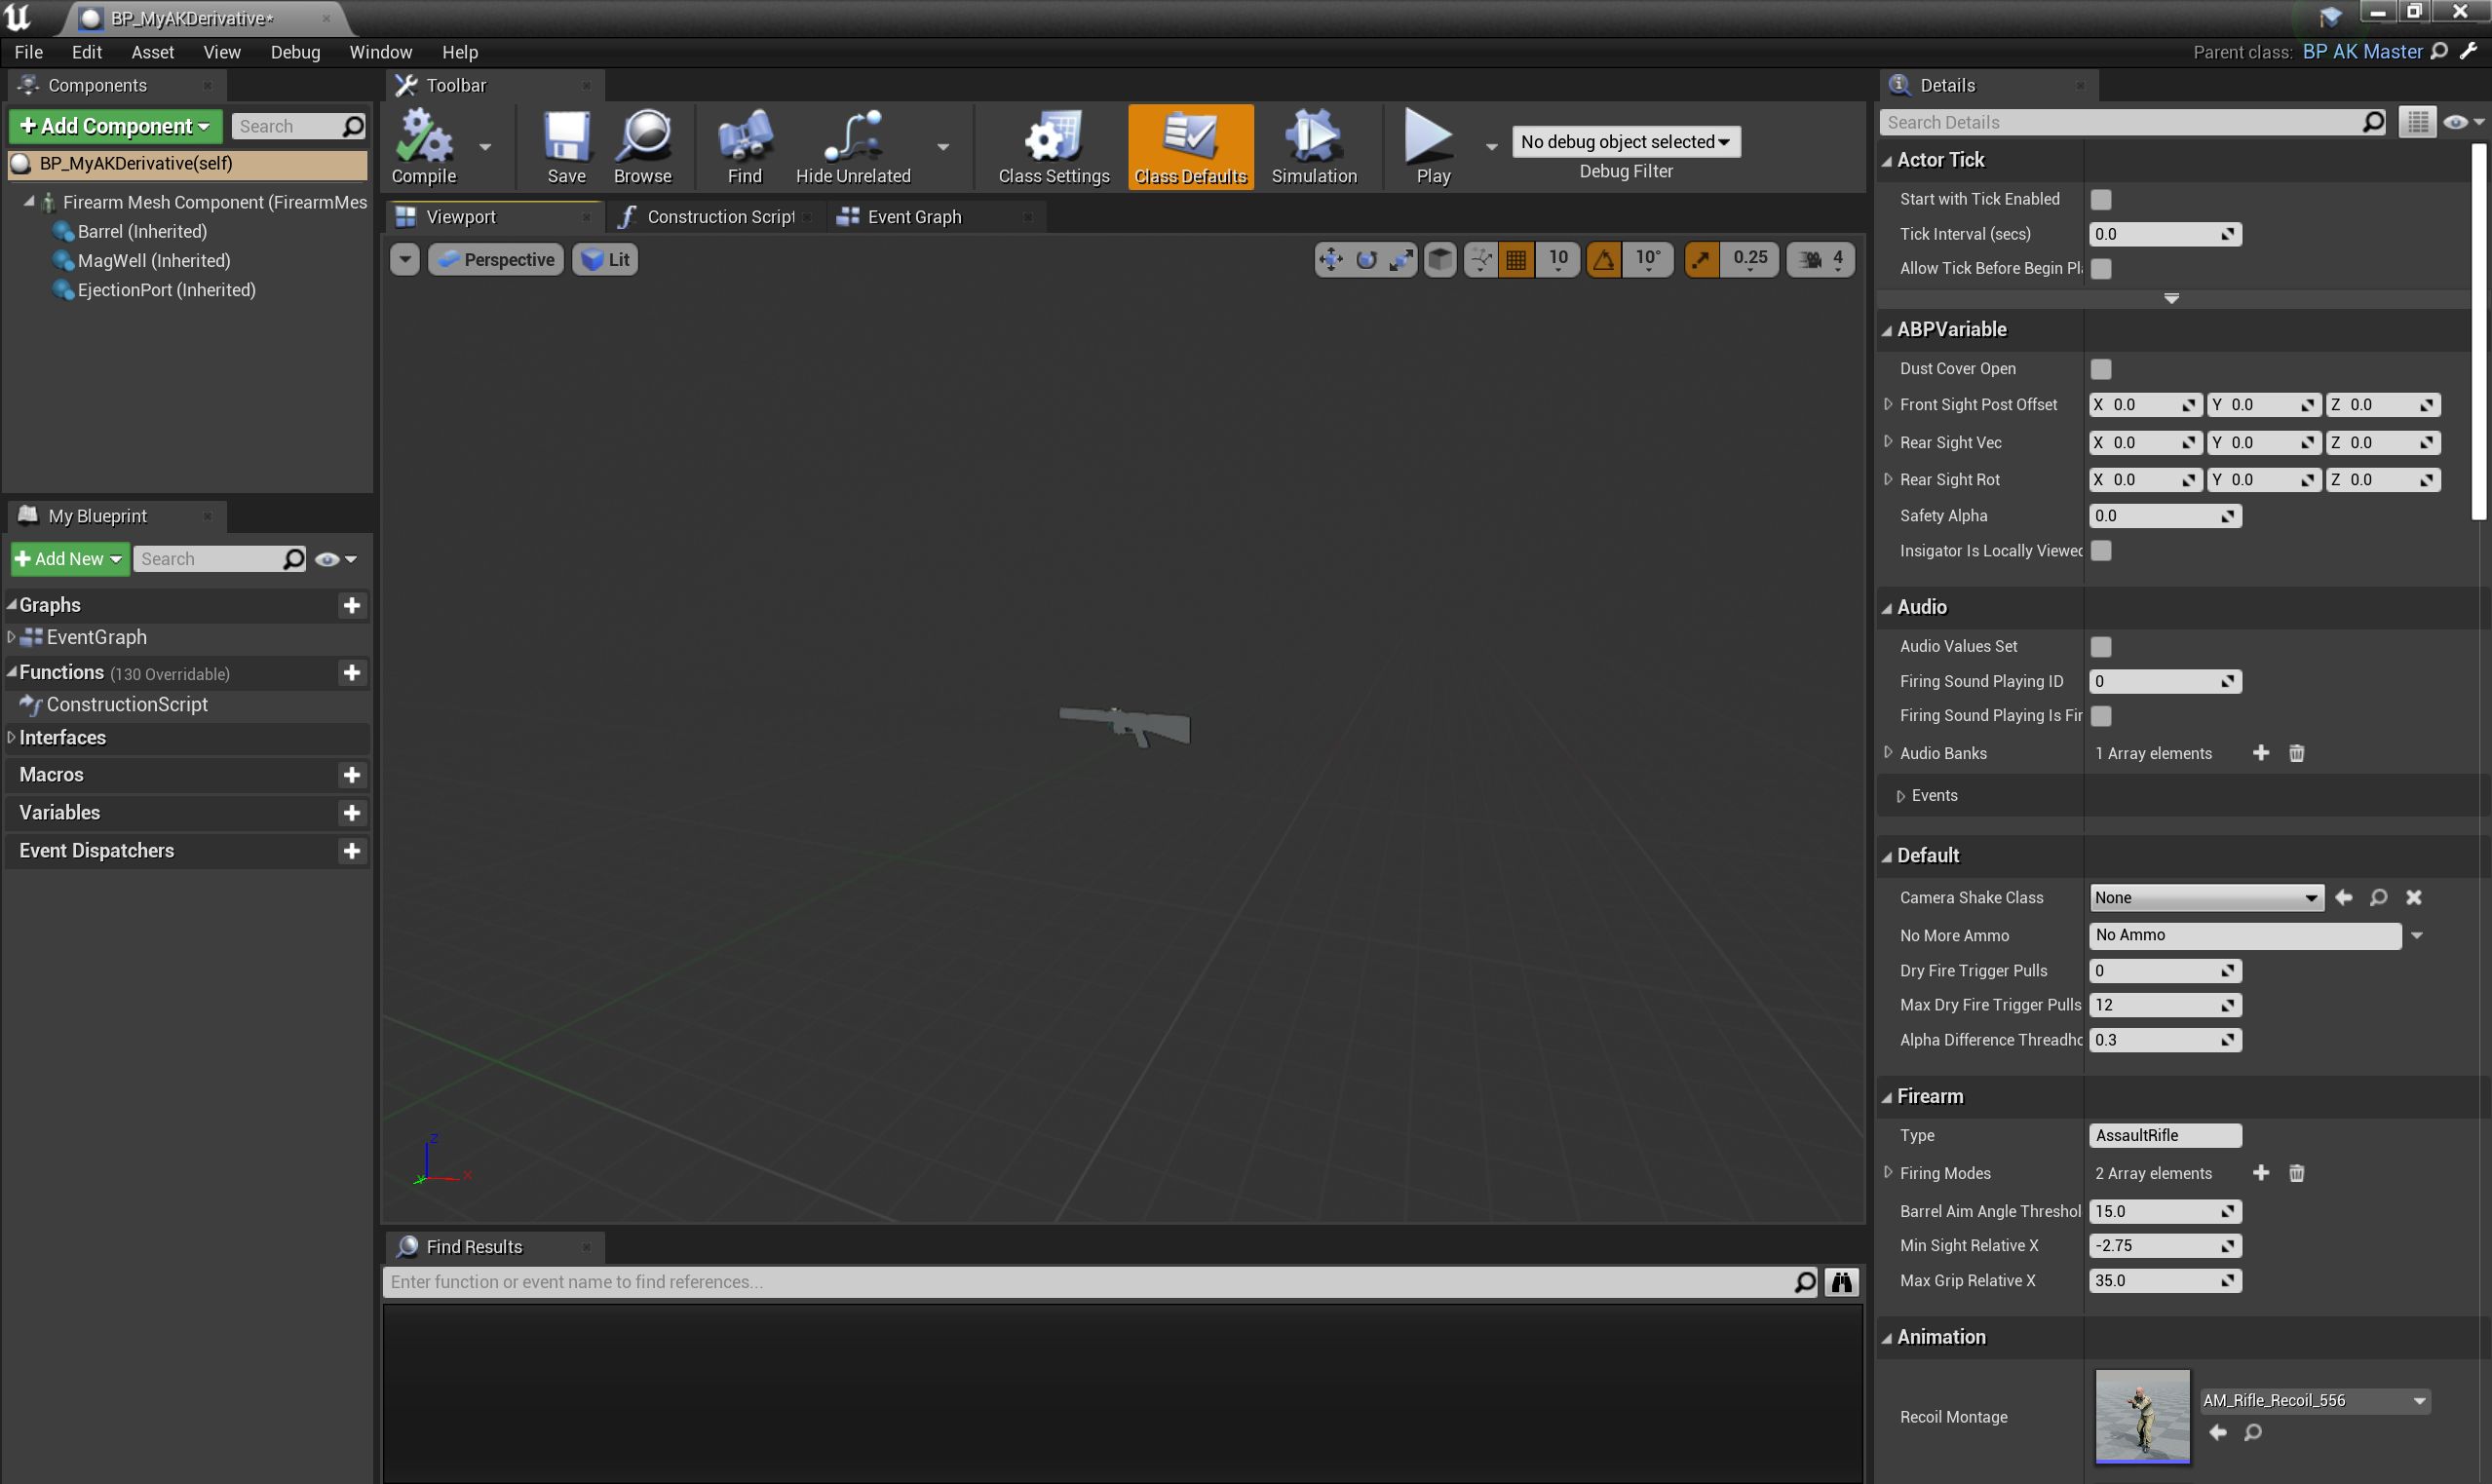 BP_MyAKDerivative*
File Edit Asset View Debug Window Help
Parent class: BP AK Master
Components
+ Add Component
Search
BP_MyAKDerivative(self)
Firearm Mesh Component (FirearmMes
Barrel (Inherited)
MagWell (Inherited)
EjectionPort (Inherited)
My Blueprint
+ Add New
Search
Graphs
EventGraph
Functions (130 Overridable)
ConstructionScript
Interfaces
Macros
Variables
Event Dispatchers
Toolbar
Compile Save Browse Find Hide Unrelated Class Settings Class Defaults Simulation Play
No debug object selected
Debug Filter
Viewport Construction Script Event Graph
Perspective Lit 10 10° 0.25 4
Z
X
Y
Find Results
Enter function or event name to find references...
Details
Search Details
Actor Tick
Start with Tick Enabled
Tick Interval (secs) 0.0
Allow Tick Before Begin Pl
ABPVariable
Dust Cover Open
Front Sight Post Offset X 0.0 Y 0.0 Z 0.0
Rear Sight Vec X 0.0 Y 0.0 Z 0.0
Rear Sight Rot X 0.0 Y 0.0 Z 0.0
Safety Alpha 0.0
Insigator Is Locally Viewed
Audio
Audio Values Set
Firing Sound Playing ID 0
Firing Sound Playing Is Fir
Audio Banks 1 Array elements
Events
Default
Camera Shake Class None
No More Ammo No Ammo
Dry Fire Trigger Pulls 0
Max Dry Fire Trigger Pulls 12
Alpha Difference Threadho 0.3
Firearm
Type AssaultRifle
Firing Modes 2 Array elements
Barrel Aim Angle Threshol 15.0
Min Sight Relative X -2.75
Max Grip Relative X 35.0
Animation
Recoil Montage AM_Rifle_Recoil_556